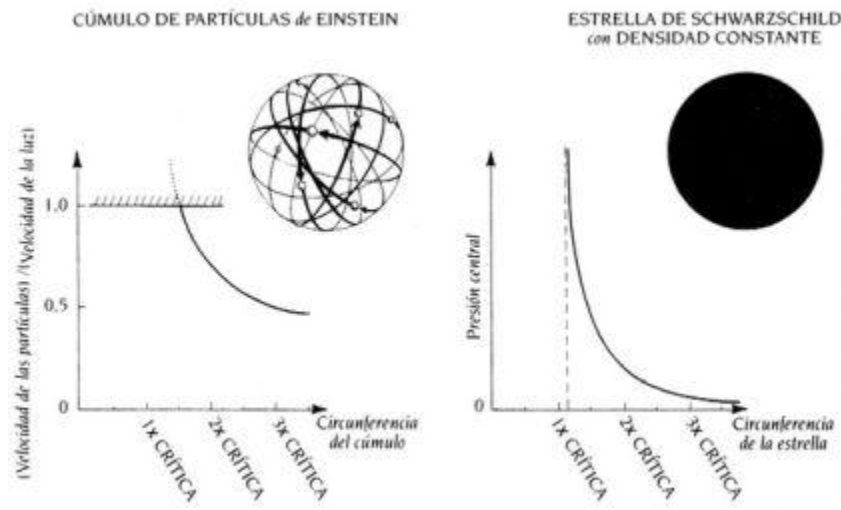 CÚMULO DE PARTÍCULAS de EINSTEIN
(Velocidad de las partículas) / (Velocidad de la luz)
1.0
0.5
0
1x CRÍTICA
2x CRÍTICA
3x CRÍTICA
Circunferencia
del cúmulo
ESTRELLA DE SCHWARZSCHILD
con DENSIDAD CONSTANTE
Presión central
0
1x CRÍTICA
2x CRÍTICA
3x CRÍTICA
Circunferencia
de la estrella